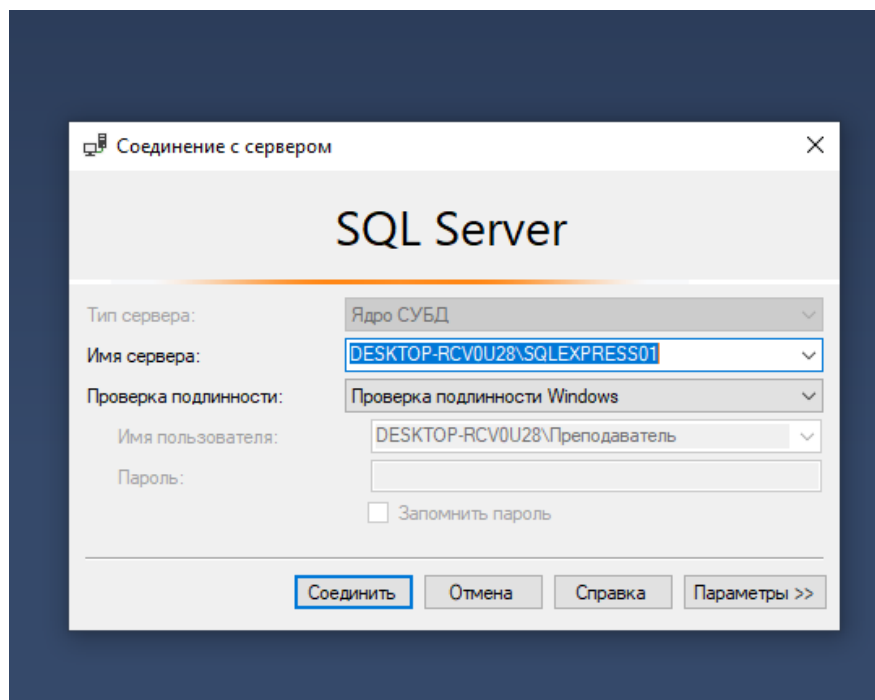 Соединение с сервером
SQL Server
Тип сервера: Ядро СУБД
Имя сервера: DESKTOP-RCV0U28\SQLEXPRESS01
Проверка подлинности: Проверка подлинности Windows
Имя пользователя: DESKTOP-RCV0U28\Преподаватель
Пароль:
Запомнить пароль
Соединить Отмена Справка Параметры >>